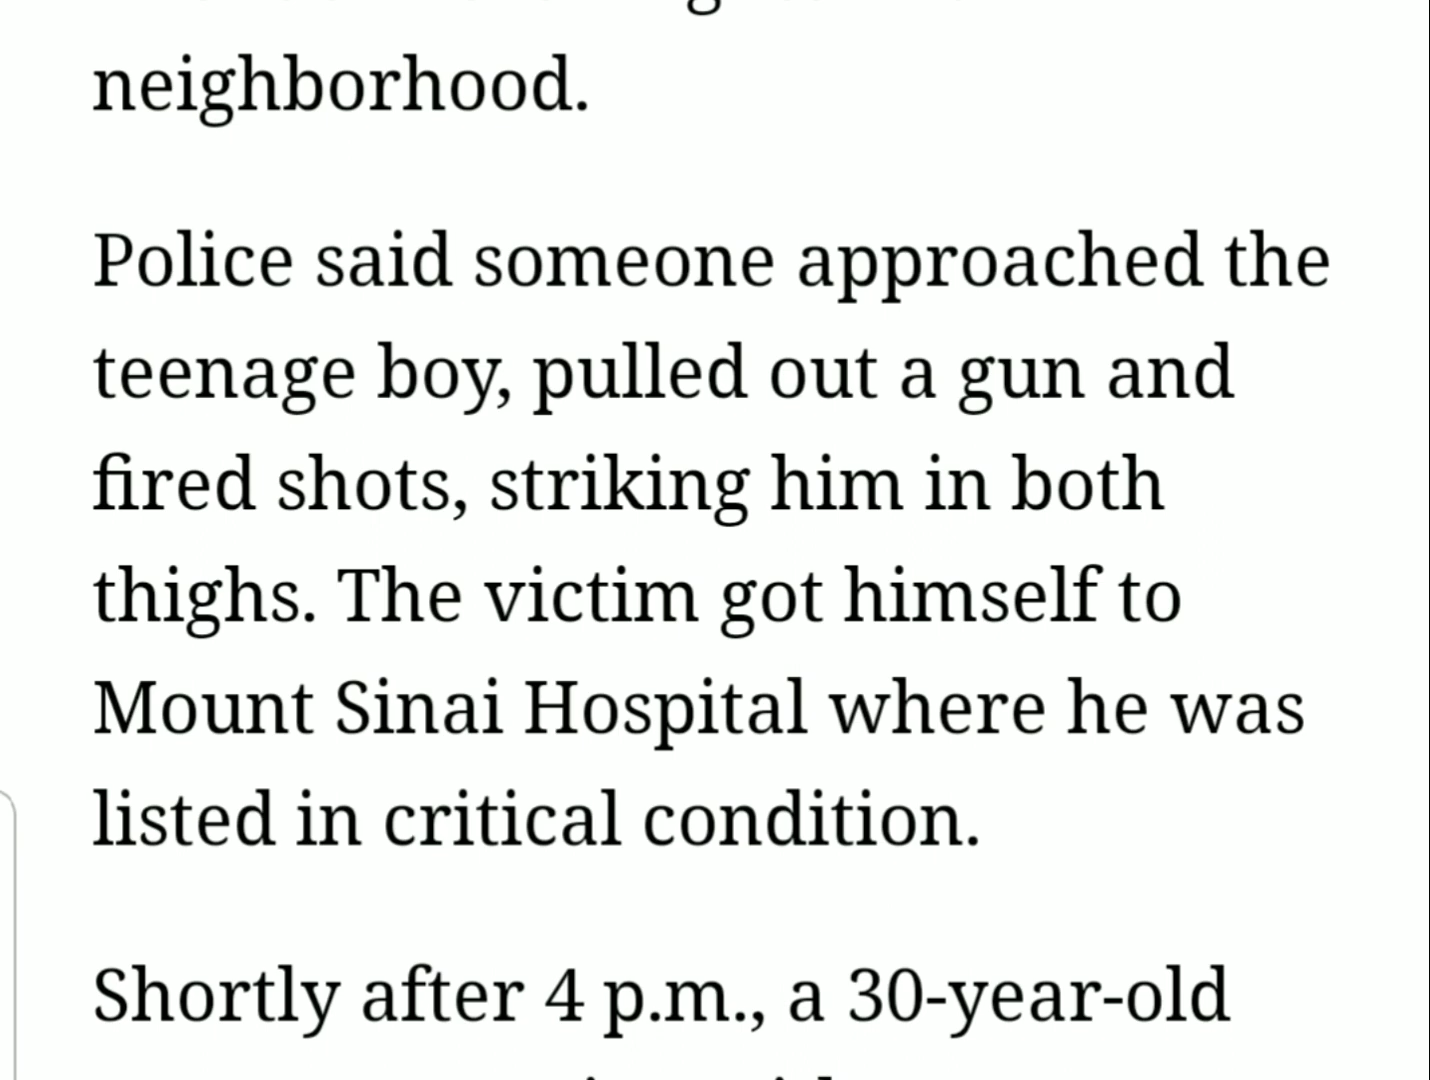 neighborhood.
Police said someone approached the
teenage boy, pulled out a gun and
fired shots, striking him in both
thighs. The victim got himself to
Mount Sinai Hospital where he was
listed in critical condition.
Shortly after 4 p.m., a 30-year-old